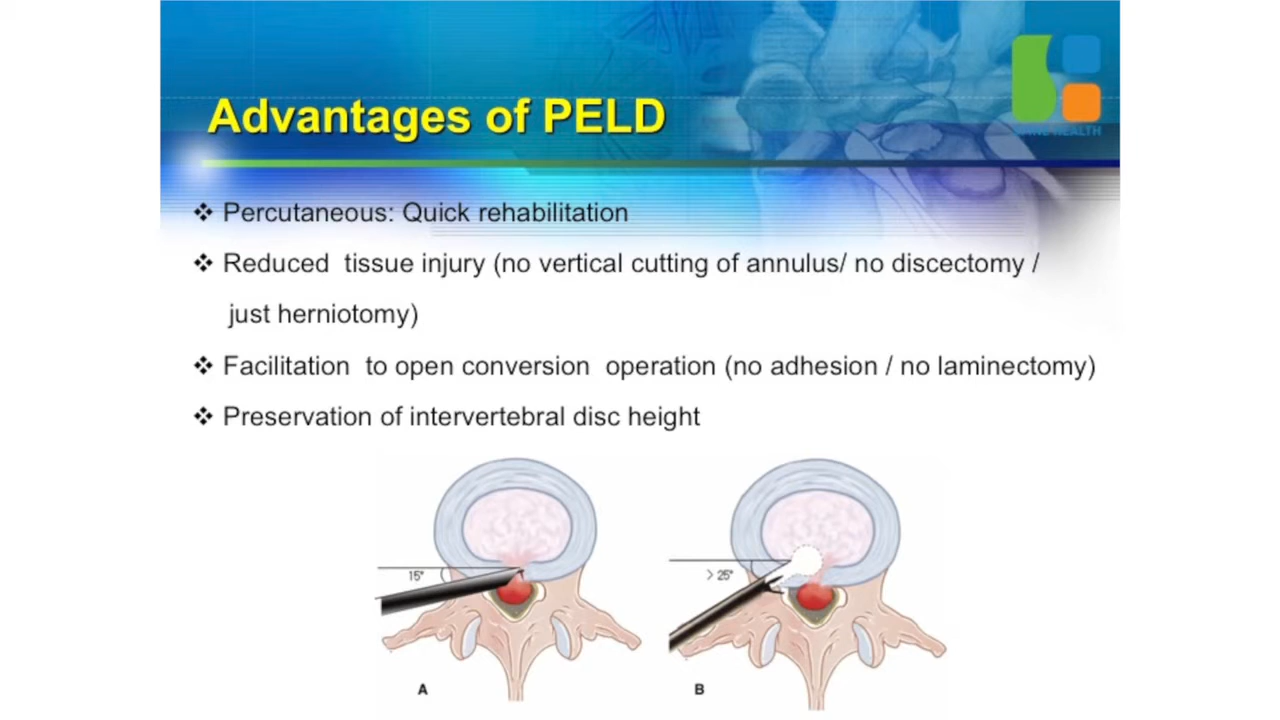 Advantages of PELD
❖ Percutaneous: Quick rehabilitation
❖ Reduced tissue injury (no vertical cutting of annulus/ no discectomy /
just herniotomy)
❖ Facilitation to open conversion operation (no adhesion / no laminectomy)
❖ Preservation of intervertebral disc height
15°
> 25°
A
B